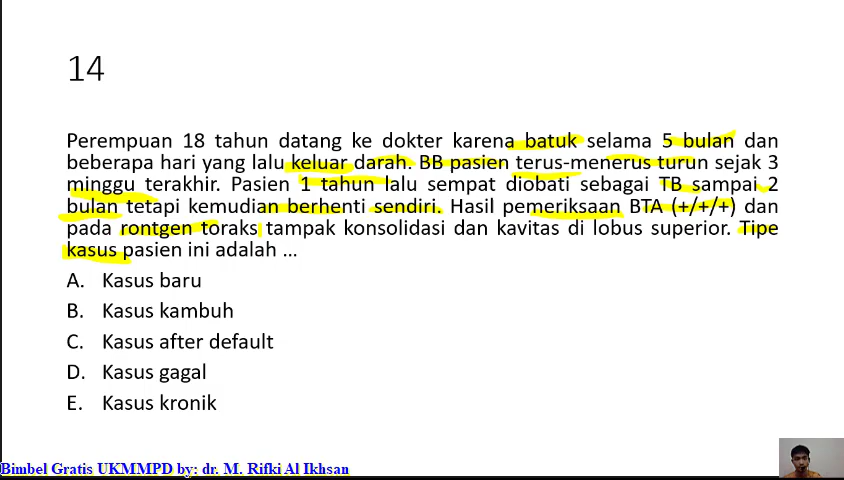 14
Perempuan 18 tahun datang ke dokter karena batuk selama 5 bulan dan
beberapa hari yang lalu keluar darah. BB pasien terus-menerus turun sejak 3
minggu terakhir. Pasien 1 tahun lalu sempat diobati sebagai TB sampai 2
bulan tetapi kemudian berhenti sendiri. Hasil pemeriksaan BTA (+/+/+) dan
pada rontgen toraks tampak konsolidasi dan kavitas di lobus superior. Tipe
kasus pasien ini adalah ...
A. Kasus baru
B. Kasus kambuh
C. Kasus after default
D. Kasus gagal
E. Kasus kronik
Bimbel Gratis UKMMPD by: dr. M. Rifki Al Ikhsan